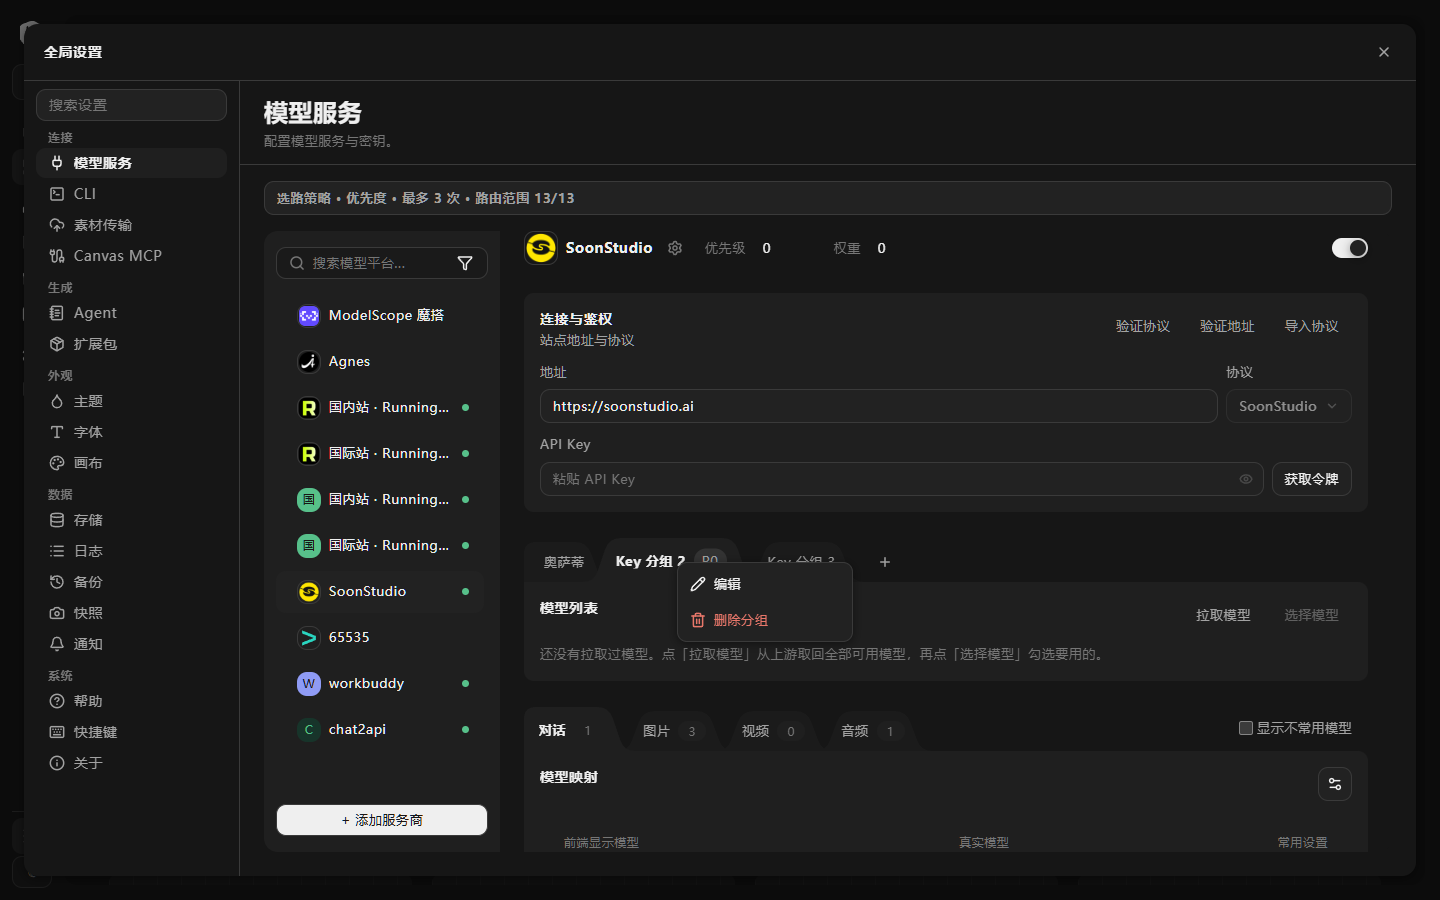 全局设置
搜索设置
连接
模型服务
CLI
素材传输
Canvas MCP
生成
Agent
扩展包
外观
主题
字体
画布
数据
存储
日志
备份
快照
通知
系统
帮助
快捷键
关于
模型服务
配置模型服务与密钥。
选路策略 • 优先度 • 最多 3 次 • 路由范围 13/13
搜索模型平台...
ModelScope 魔搭
Agnes
国内站 · Running...
国际站 · Running...
国 国内站 · Running...
国 国际站 · Running...
SoonStudio
65535
W workbuddy
C chat2api
+ 添加服务商
SoonStudio 优先级 0 权重 0
连接与鉴权
站点地址与协议
验证协议 验证地址 导入协议
地址 协议
https://soonstudio.ai SoonStudio
API Key
粘贴 API Key 获取令牌
奥萨蒂 Key 分组 2 P0 Key 分组 3 +
编辑
删除分组
模型列表
拉取模型 选择模型
还没有拉取过模型。点「拉取模型」从上游取回全部可用模型，再点「选择模型」勾选要用的。
对话 1 图片 3 视频 0 音频 1 显示不常用模型
模型映射
前端显示模型 真实模型 常用设置